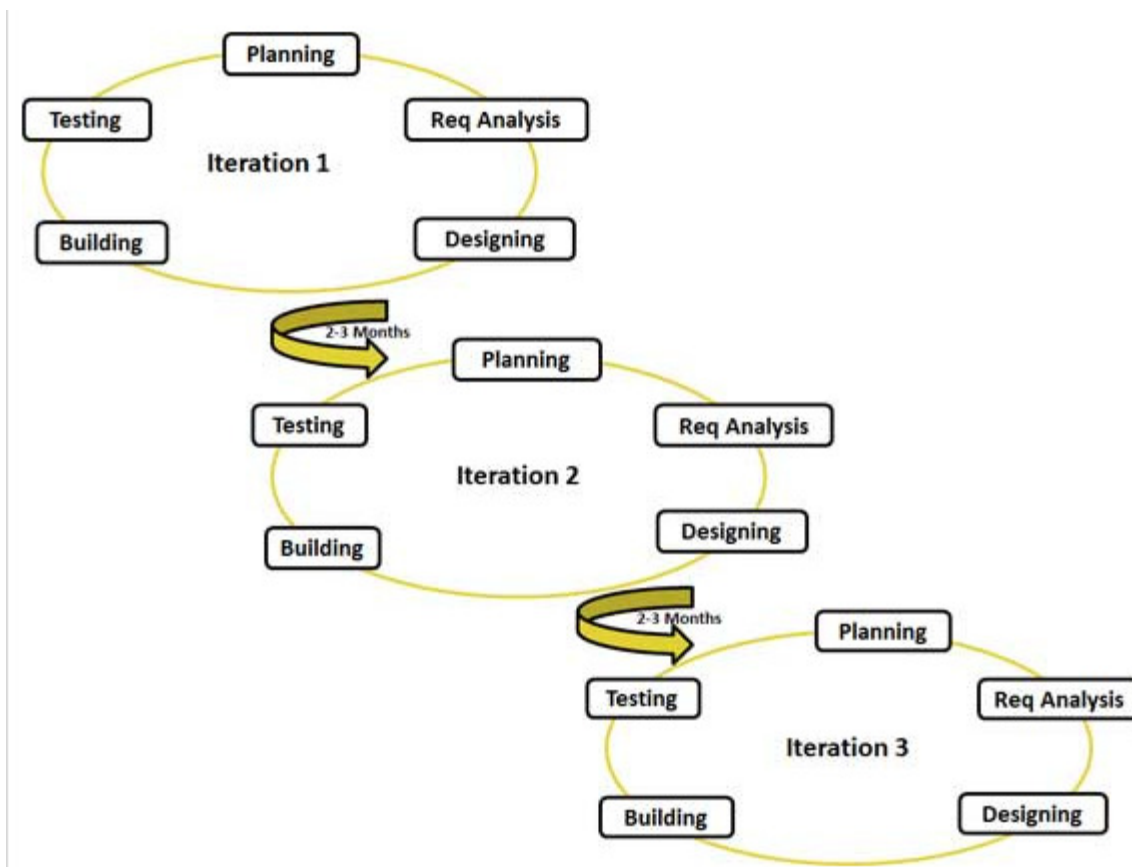 Planning
Testing
Req Analysis
Iteration 1
Building
Designing
2-3 Months
Planning
Testing
Req Analysis
Iteration 2
Building
Designing
2-3 Months
Planning
Testing
Req Analysis
Iteration 3
Building
Designing